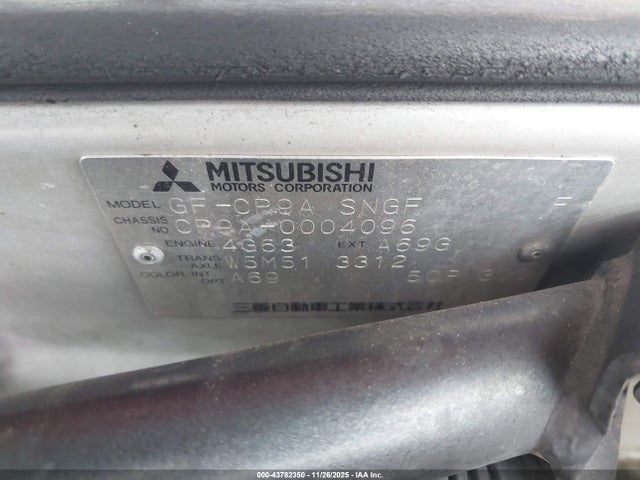 MITSUBISHI
MOTORS CORPORATION
MODEL GF-CP9A SNGF F
CHASSIS NO CP9A-0004096
ENGINE 4G63 EXT A69G
TRANS AXLE W5M51 3312
COLOR, INT OPT A69
三菱自動車工業株式会社
000-43782350 | 11/26/2025 - IAA Inc.